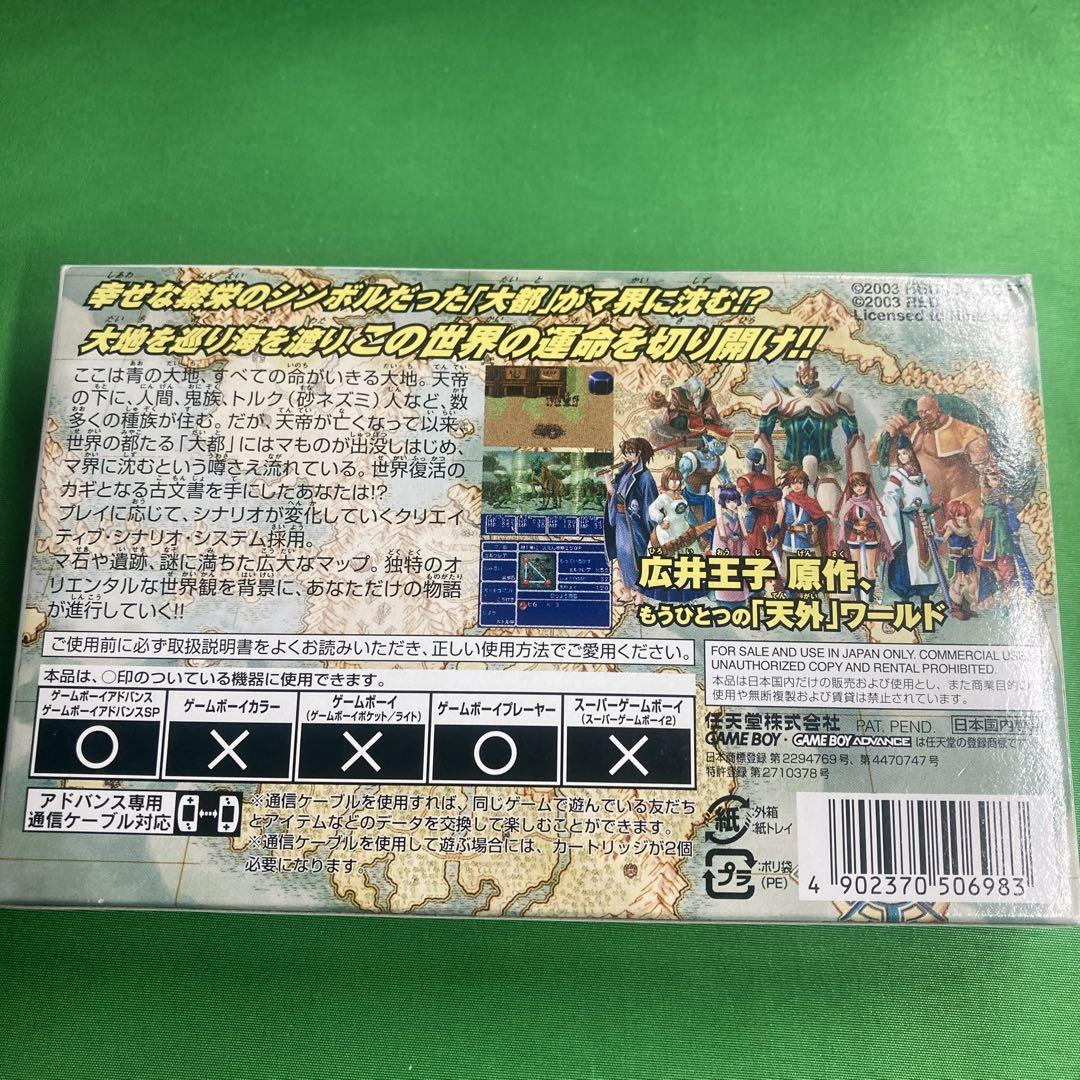 幸せな繁栄のシンボルだった「大都」がマ界に沈む!?
大地を巡り海を渡り、この世界の運命を切り開け!!
©2003
©2003 RED
Licensed to
ここは青の大地、すべての命がいきる大地。天帝
の下に、人間、鬼族、トルク(砂ネズミ)人など、数
多くの種族が住む。だが、天帝が亡くなって以来、
世界の都たる「大都」にはマものが出没しはじめ、
マ界に沈むという噂さえ流れている。世界復活の
カギとなる古文書を手にしたあなたは!?
プレイに応じて、シナリオが変化していくクリエイ
ティブ・シナリオ・システム採用。
マ石や遺跡、謎に満ちた広大なマップ。独特のオ
リエンタルな世界観を背景に、あなただけの物語
が進行していく!!
広井王子 原作、
もうひとつの「天外」ワールド
ご使用前に必ず取扱説明書をよくお読みいただき、正しい使用方法でご愛用ください。
本品は、○印のついている機器に使用できます。
ゲームボーイアドバンス
ゲームボーイアドバンスSP
○
ゲームボーイカラー
×
ゲームボーイ
(ゲームボーイポケット/ライト)
×
ゲームボーイプレーヤー
○
スーパーゲームボーイ
(スーパーゲームボーイ2)
×
アドバンス専用
通信ケーブル対応
※通信ケーブルを使用すれば、同じゲームで遊んでいる友だち
とアイテムなどのデータを交換して楽しむことができます。
※通信ケーブルを使用して遊ぶ場合には、カートリッジが2個
必要になります。
FOR SALE AND USE IN JAPAN ONLY. COMMERCIAL USE,
UNAUTHORIZED COPY AND RENTAL PROHIBITED.
本品は日本国内だけの販売および使用とし、また商業目的の
使用や無断複製および賃貸は禁止されています。
任天堂株式会社 PAT. PEND. 日本国内
GAME BOY・GAME BOY ADVANCE は任天堂の登録商標です
日本商標登録 第2294769号、第4470747号
特許登録 第2710378号
紙 :外箱
:紙トレイ
プラ :ポリ袋
(PE)
4 902370 506983